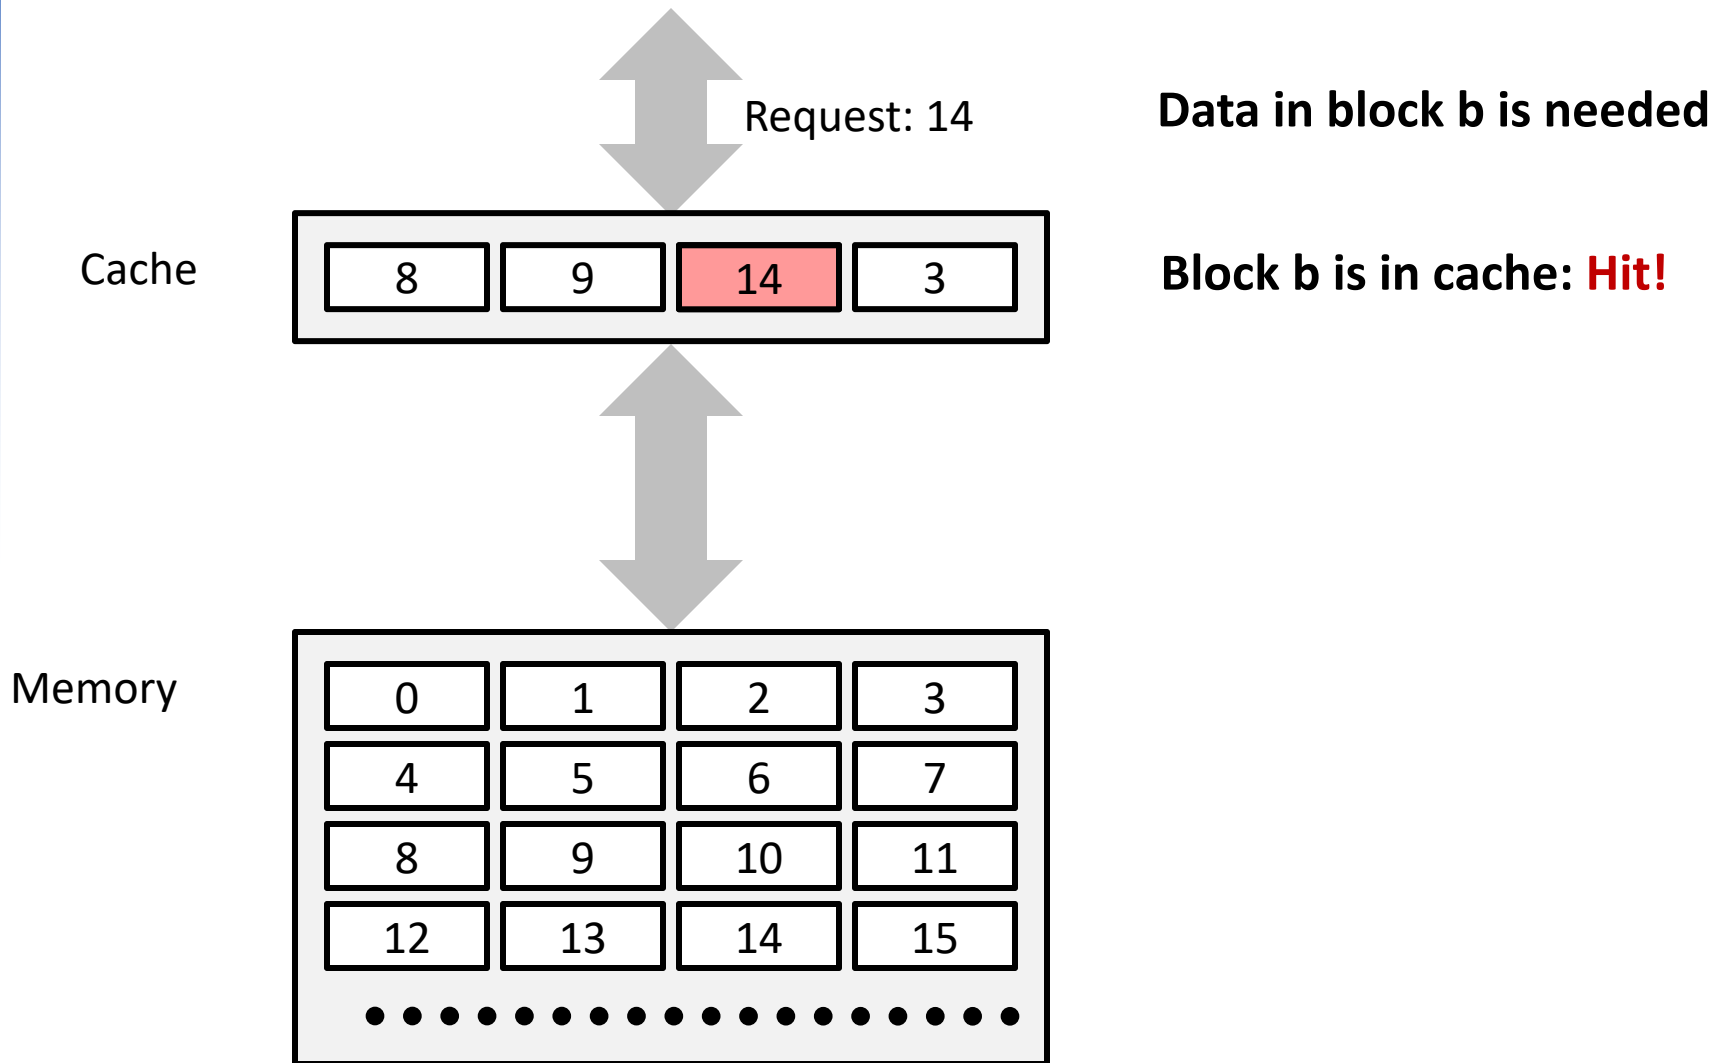 Request: 14
Data in block b is needed
Cache
8 9 14 3
Block b is in cache: Hit!
Memory
0 1 2 3
4 5 6 7
8 9 10 11
12 13 14 15